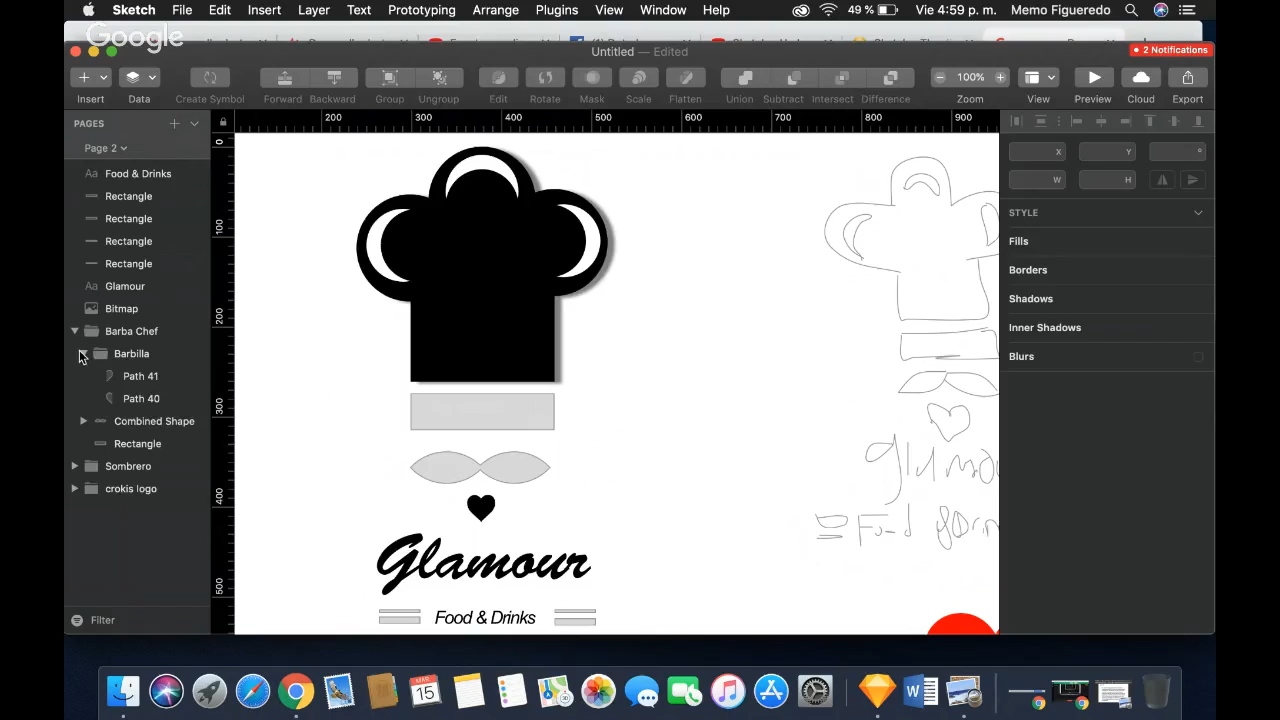 Sketch File Edit Insert Layer Text Prototyping Arrange Plugins View Window Help 49 % Vie 4:59 p. m. Memo Figueredo
Google
Untitled — Edited
2 Notifications
100%
Insert Data Create Symbol Forward Backward Group Ungroup Edit Rotate Mask Scale Flatten Union Subtract Intersect Difference Zoom View Preview Cloud Export
PAGES
200 300 400 500 600 700 800 900
X Y °
W H
Page 2
Aa Food & Drinks
Rectangle
Rectangle
Rectangle
Rectangle
Aa Glamour
Bitmap
Barba Chef
Barbilla
Path 41
Path 40
Combined Shape
Rectangle
Sombrero
crokis logo
Filter
0
100
200
300
400
500
STYLE
Fills
Borders
Shadows
Inner Shadows
Blurs
Glamour
Food & Drinks
MAR
15